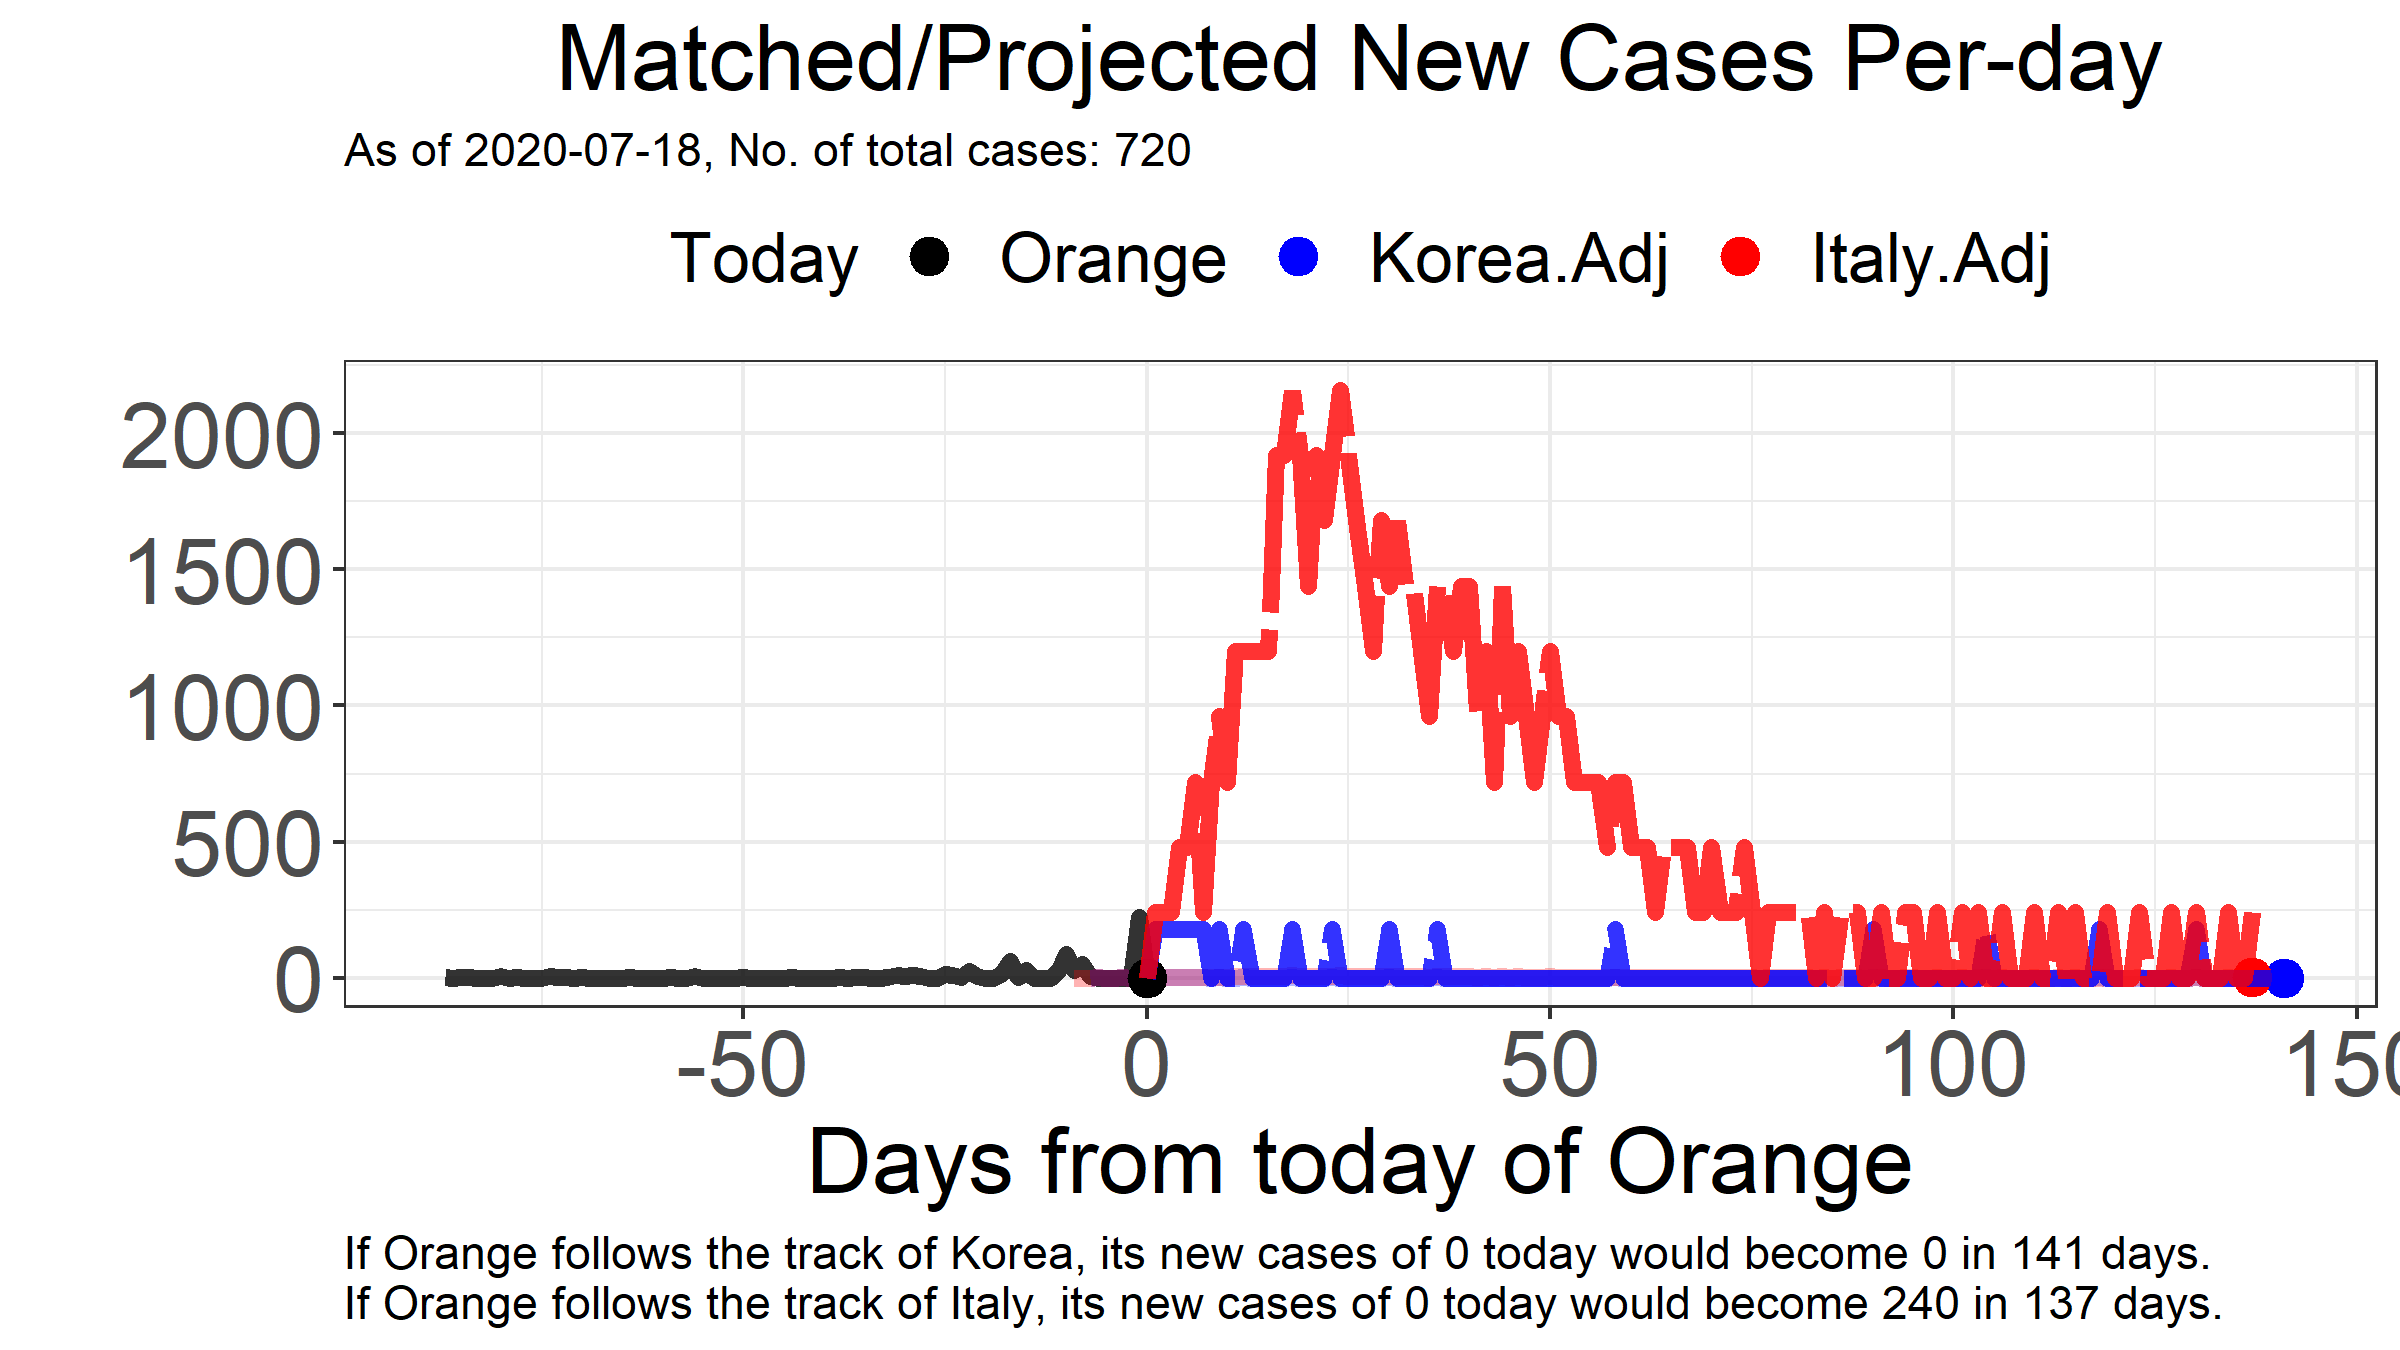 Matched/Projected New Cases Per-day
As of 2020-07-18, No. of total cases: 720
Today Orange Korea.Adj Italy.Adj
2000
1500
1000
500
0
-50 0 50 100 150
Days from today of Orange
If Orange follows the track of Korea, its new cases of 0 today would become 0 in 141 days.
If Orange follows the track of Italy, its new cases of 0 today would become 240 in 137 days.